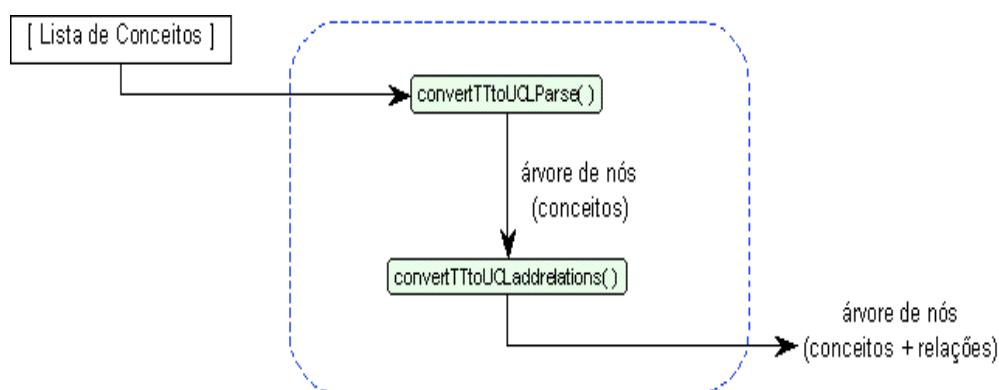 [ Lista de Conceitos ]
convertTTtoUCLParse( )
árvore de nós
(conceitos)
convertTTtoUCLaddrelations( )
árvore de nós
(conceitos + relações)